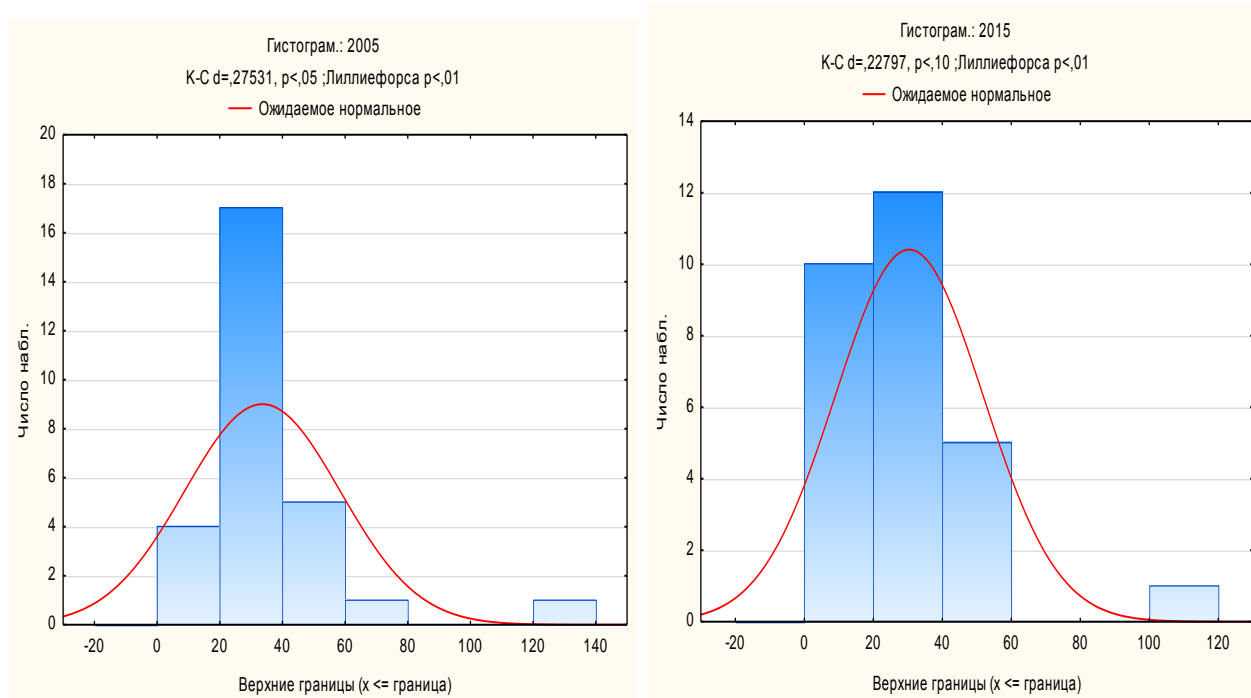 Гистограм.: 2005
К-С d=,27531, p<,05 ;Лиллиефорса p<,01
Ожидаемое нормальное
20
18
16
14
12
10
8
6
4
2
0
-20 0 20 40 60 80 100 120 140
Число набл.
Верхние границы (x <= граница)
Гистограм.: 2015
К-С d=,22797, p<,10 ;Лиллиефорса p<,01
Ожидаемое нормальное
14
12
10
8
6
4
2
0
-20 0 20 40 60 80 100 120
Число набл.
Верхние границы (x <= граница)